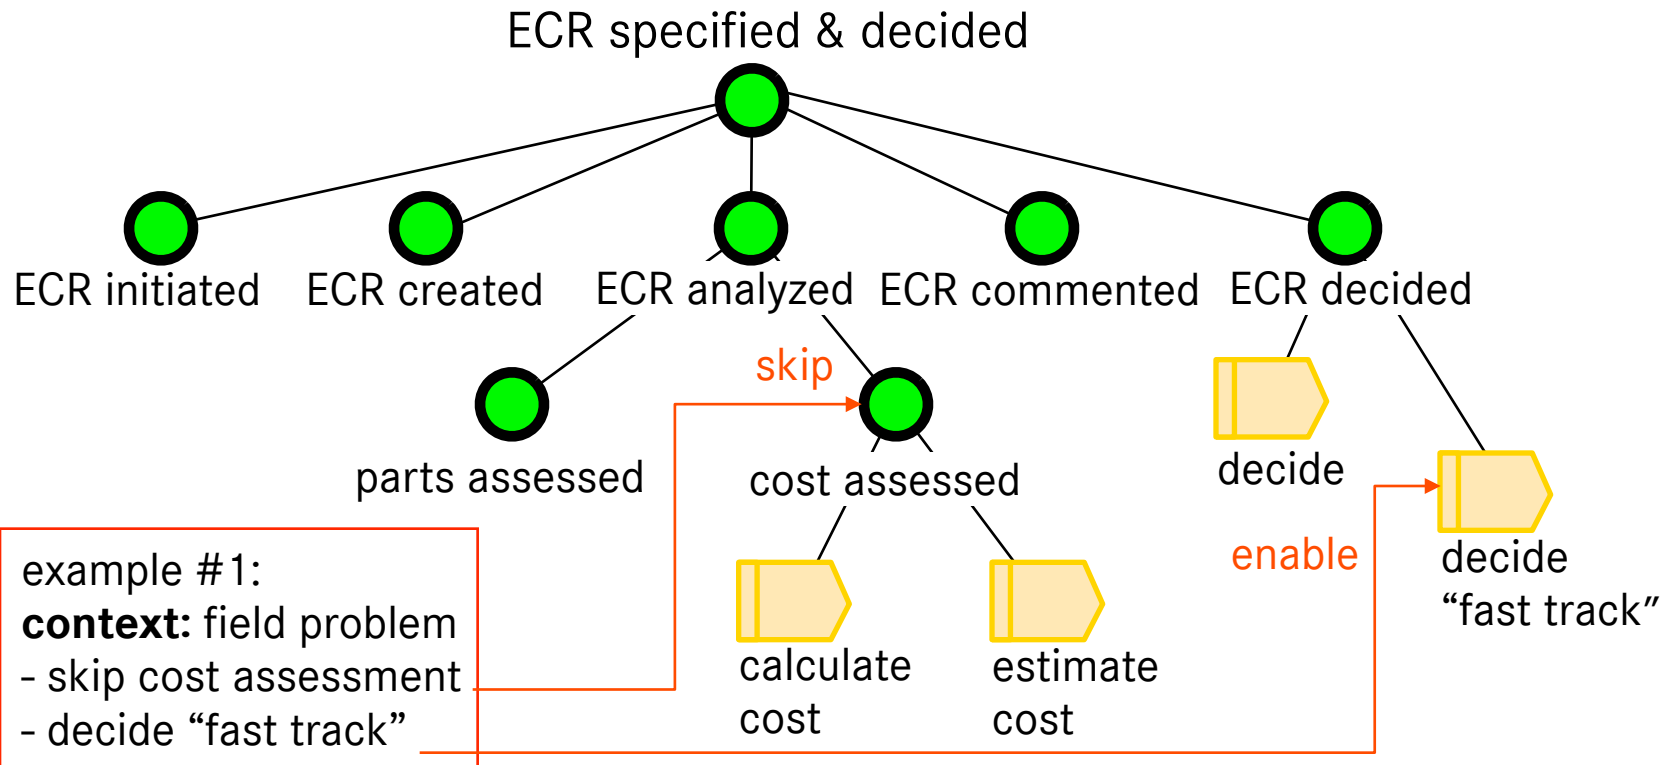 ECR specified & decided
ECR initiated
ECR created
ECR analyzed
ECR commented
ECR decided
skip
parts assessed
cost assessed
decide
enable
decide
“fast track”
example #1:
context: field problem
- skip cost assessment
- decide “fast track”
calculate
cost
estimate
cost